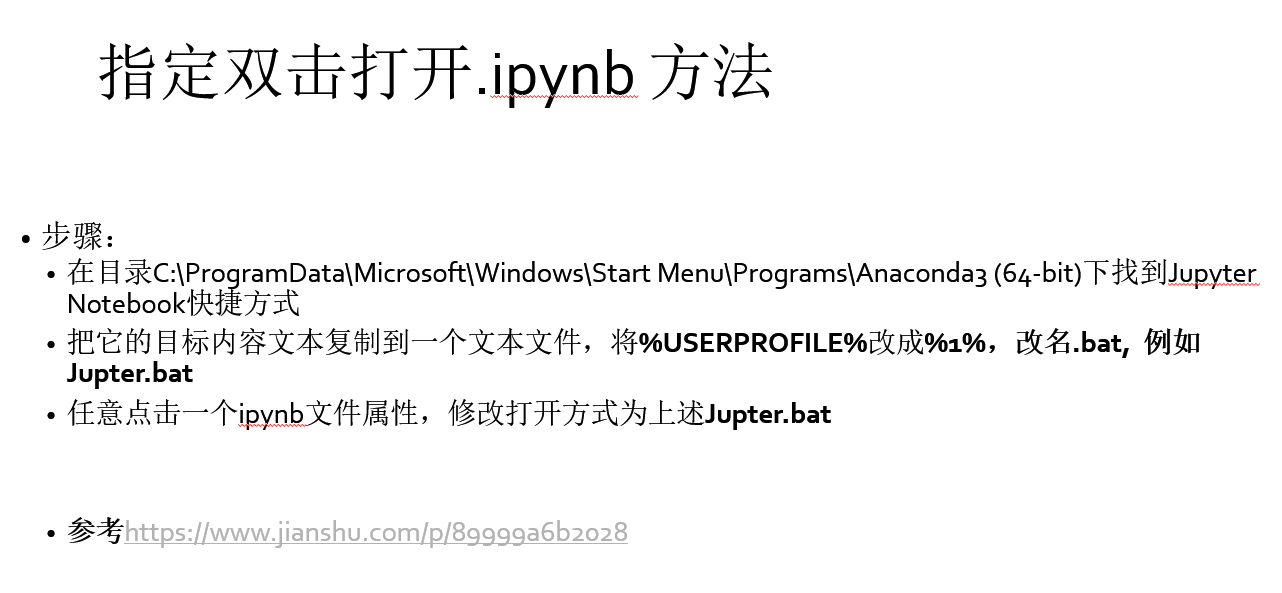 指定双击打开.ipynb 方法
• 步骤：
• 在目录C:\ProgramData\Microsoft\Windows\Start Menu\Programs\Anaconda3 (64-bit)下找到Jupyter
Notebook快捷方式
• 把它的目标内容文本复制到一个文本文件，将%USERPROFILE%改成%1%，改名.bat, 例如
Jupter.bat
• 任意点击一个ipynb文件属性，修改打开方式为上述Jupter.bat
• 参考https://www.jianshu.com/p/89999a6b2028